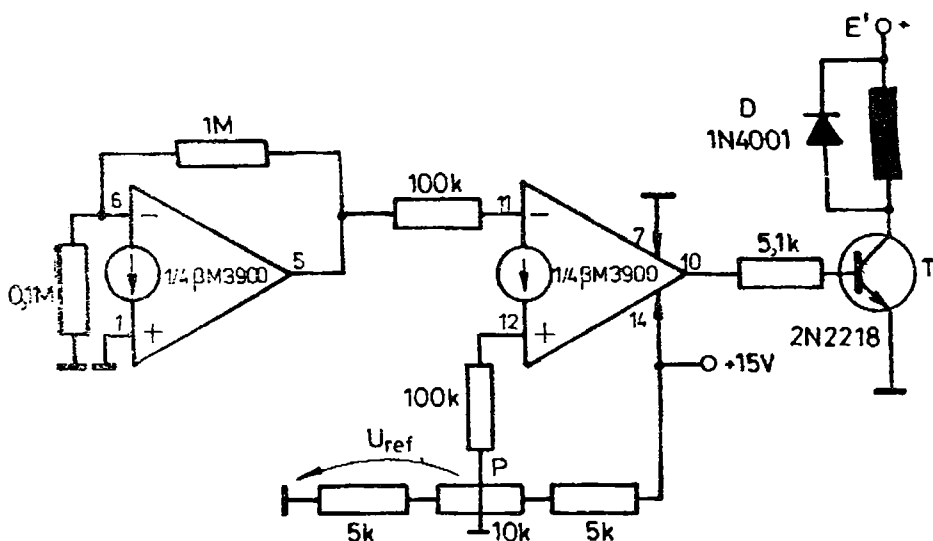 E' +
D
1N4001
1M
100k
6
-
11
-
7
5,1k
T
1/4 βM3900
5
1/4 βM3900
10
0,1M
1
+
12
+
14
2N2218
+15V
100k
Uref
P
5k
10k
5k